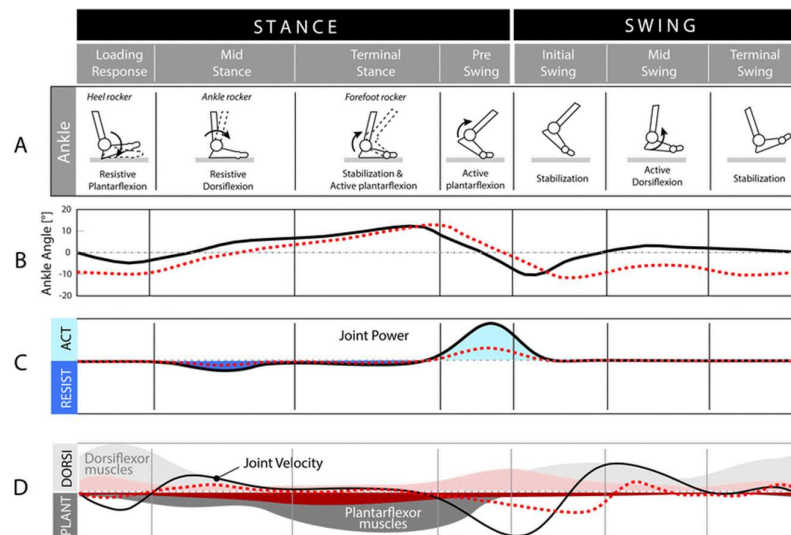 STANCE SWING
Loading Response Mid Stance Terminal Stance Pre Swing Initial Swing Mid Swing Terminal Swing
A
Ankle
Heel rocker Ankle rocker Forefoot rocker
Resistive Plantarflexion Resistive Dorsiflexion Stabilization & Active plantarflexion Active plantarflexion Stabilization Active Dorsiflexion Stabilization
B
Ankle Angle [°]
20
10
0
-10
-20
C
ACT
RESIST
Joint Power
D
DORSI
PLANT
Dorsiflexor
muscles
Joint Velocity
Plantarflexor
muscles